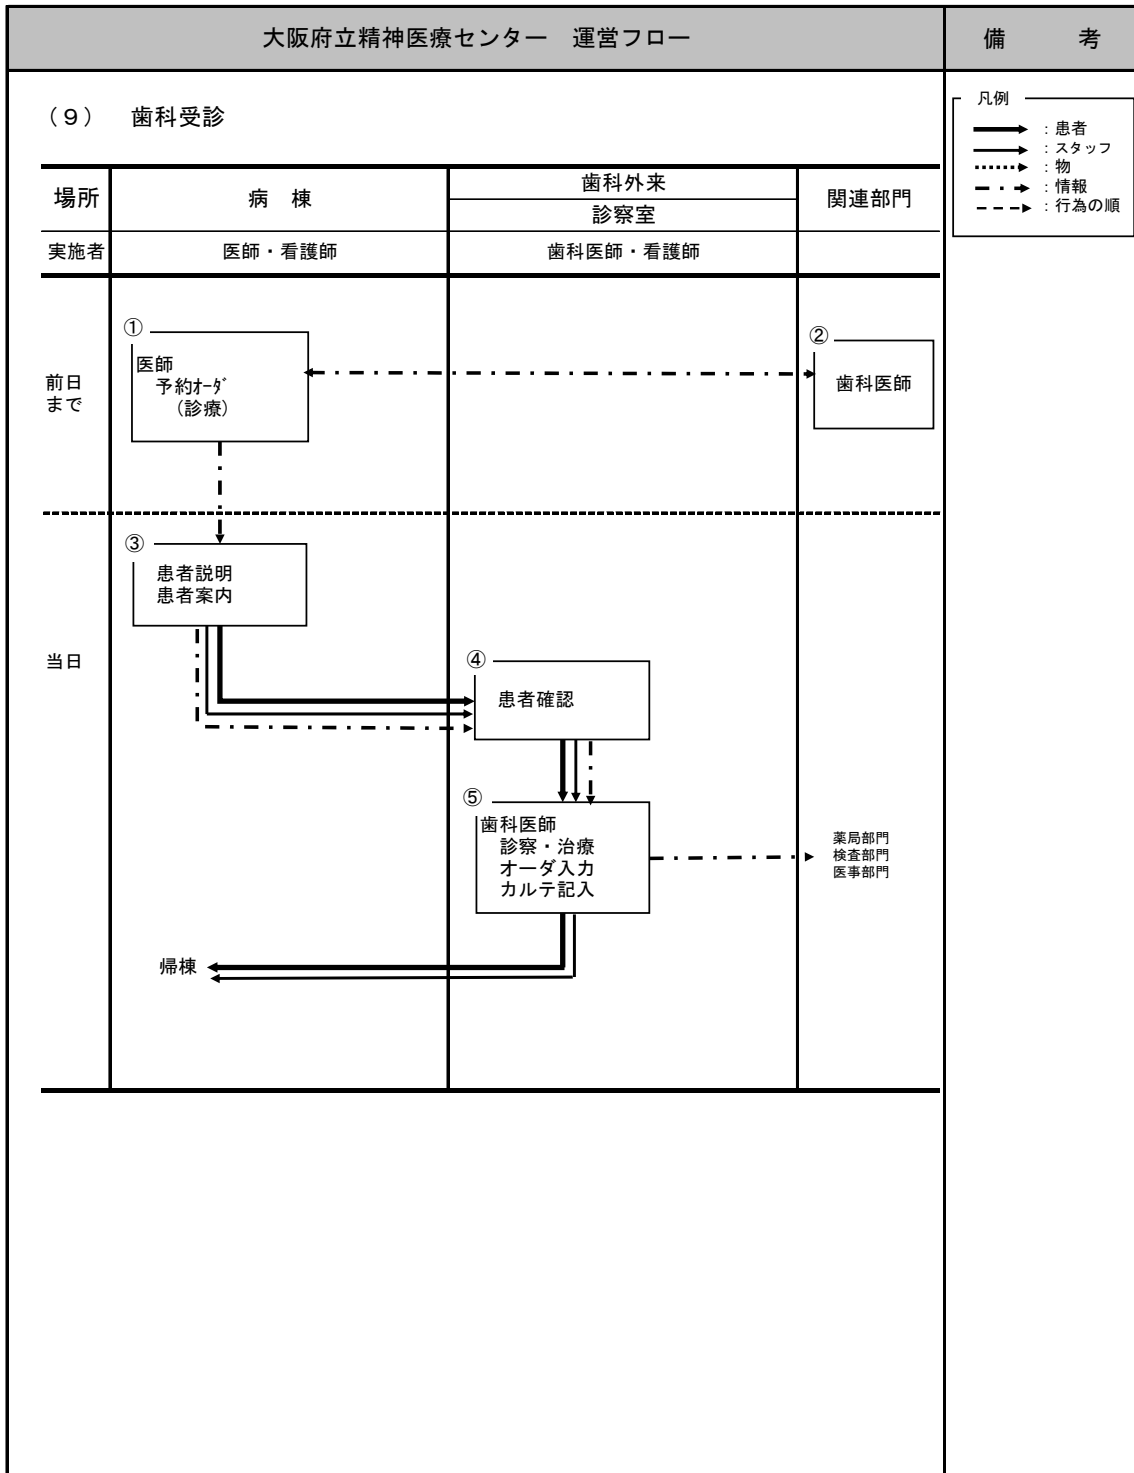 大阪府立精神医療センター　運営フロー
備　　考
（９）　歯科受診
凡例
：患者
：スタッフ
：物
：情報
：行為の順
場所
病　棟
歯科外来
診察室
関連部門
実施者
医師・看護師
歯科医師・看護師
前日
まで
①
医師
予約ｵｰﾀﾞ
（診療）
②
歯科医師
当日
③
患者説明
患者案内
④
患者確認
⑤
歯科医師
診察・治療
オーダ入力
カルテ記入
薬局部門
検査部門
医事部門
帰棟